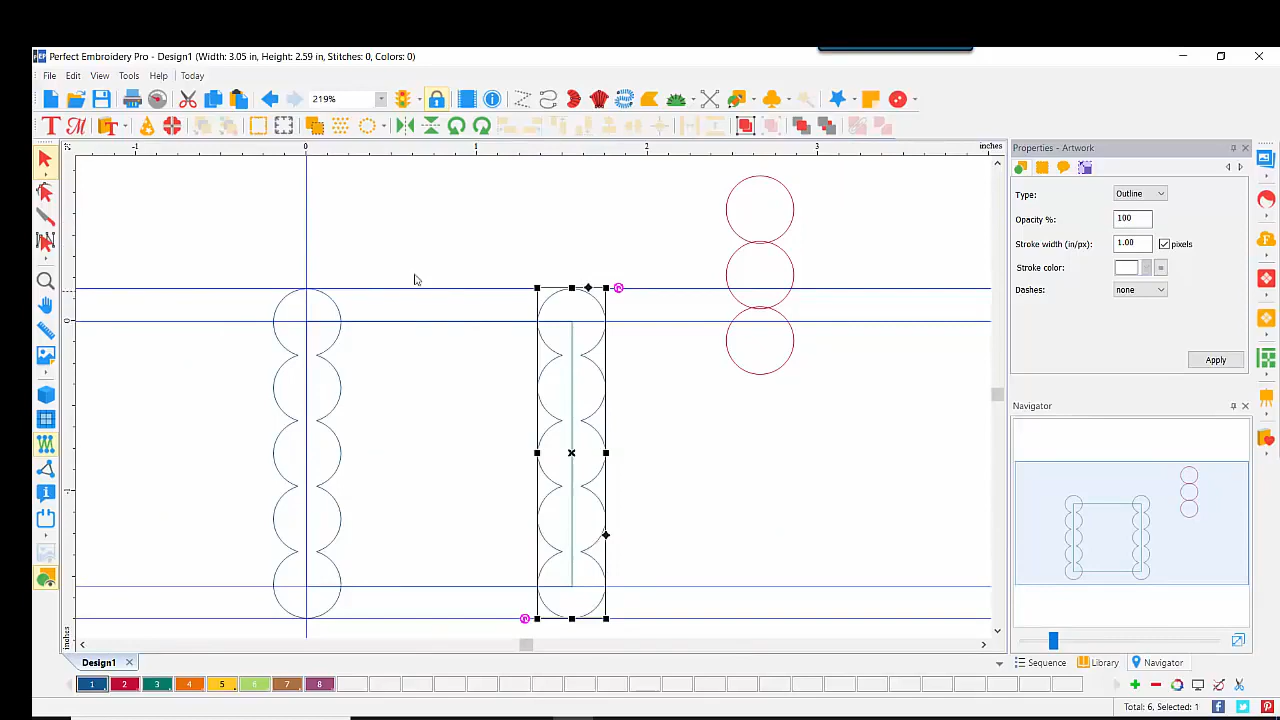 Perfect Embroidery Pro - Design1 (Width: 3.05 in, Height: 2.59 in, Stitches: 0, Colors: 0)
File Edit View Tools Help Today
219%
-1 0 1 2 3 inches
0
-1
inches
Properties - Artwork
Type: Outline
Opacity %: 100
Stroke width (in/px): 1.00 pixels
Stroke color:
Dashes: none
Apply
Navigator
Design1
Sequence Library Navigator
1 2 3 4 5 6 7 8
Total: 6, Selected: 1